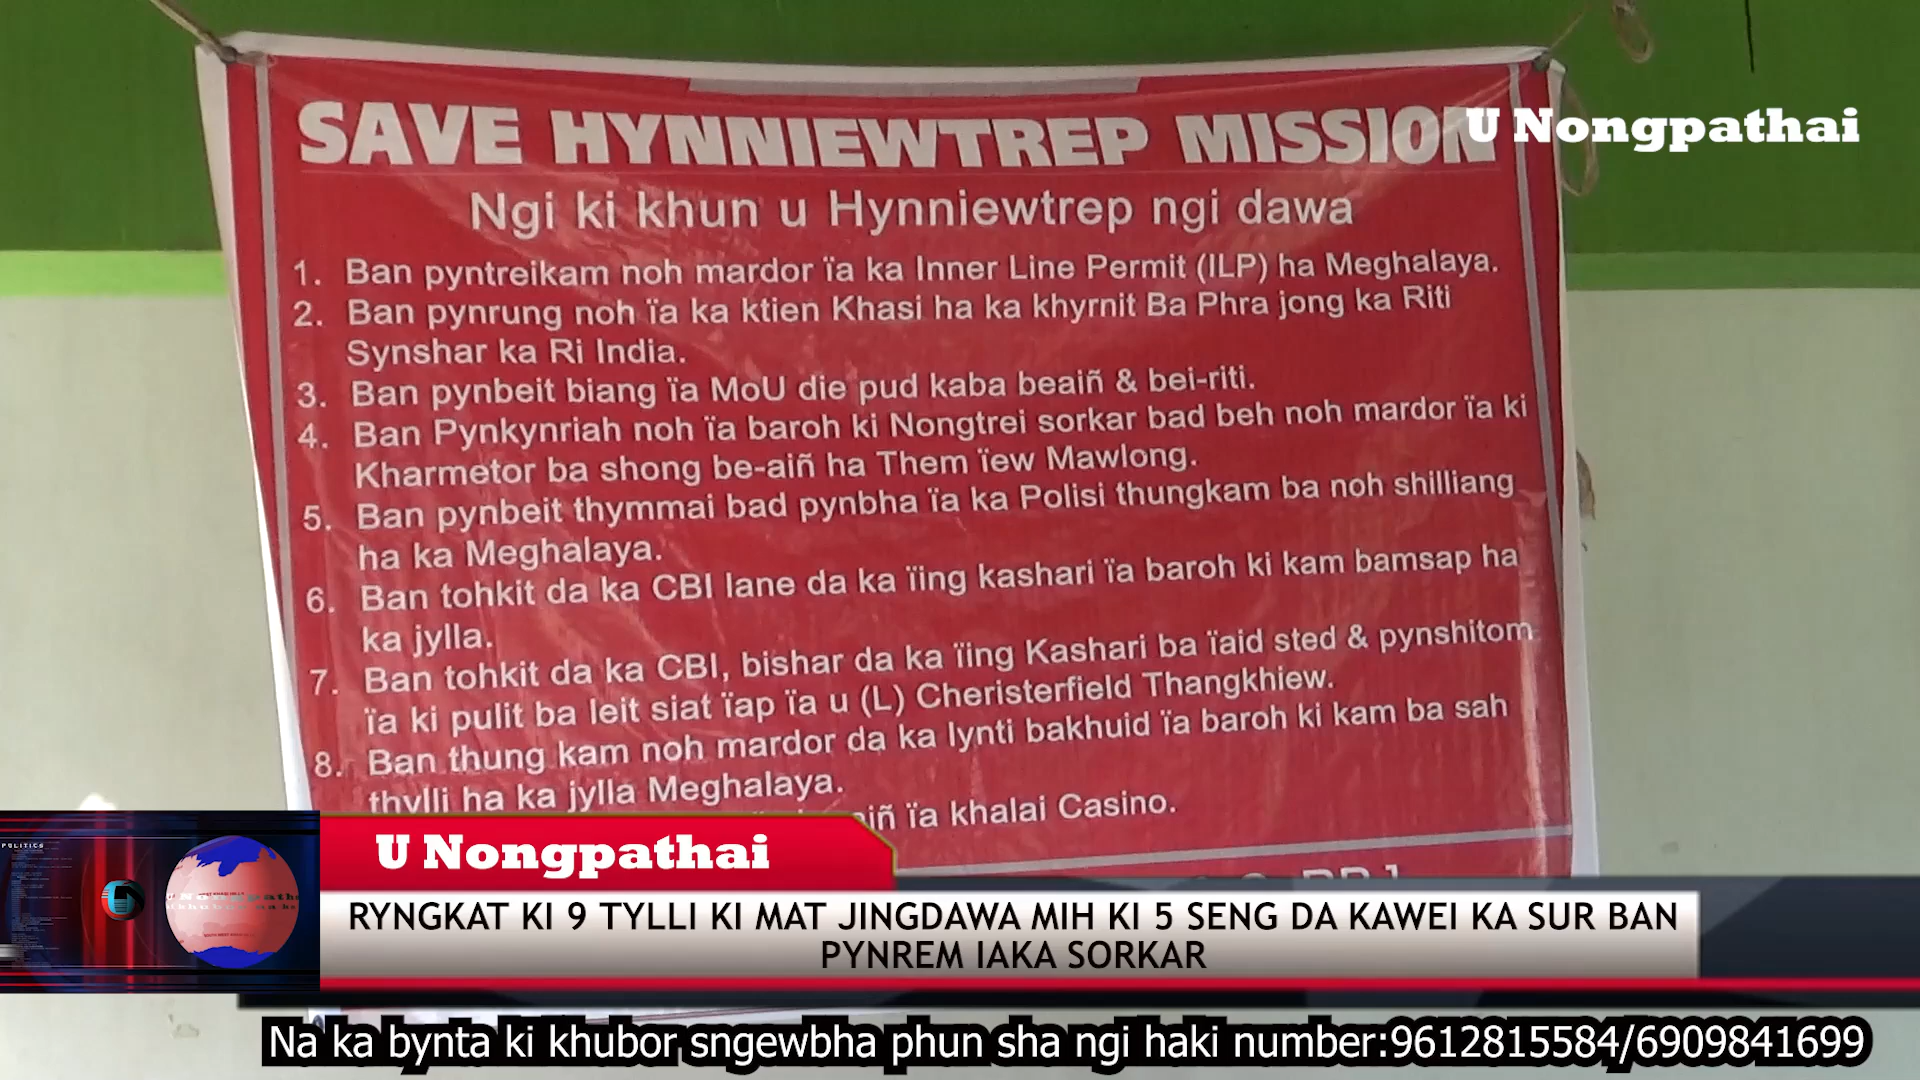 SAVE HYNNIEWTREP MISSION
U Nongpathai
Ngi ki khun u Hynniewtrep ngi dawa
1. Ban pyntreikam noh mardor ïa ka Inner Line Permit (ILP) ha Meghalaya.
2. Ban pynrung noh ïa ka ktien Khasi ha ka khyrnit Ba Phra jong ka Riti
Synshar ka Ri India.
3. Ban pynbeit biang ïa MoU die pud kaba beaiñ & bei-riti.
4. Ban Pynkynriah noh ïa baroh ki Nongtrei sorkar bad beh noh mardor ïa ki
Kharmetor ba shong be-aiñ ha Them ïew Mawlong.
5. Ban pynbeit thymmai bad pynbha ïa ka Polisi thungkam ba noh shilliang
ha ka Meghalaya.
6. Ban tohkit da ka CBI lane da ka ïing kashari ïa baroh ki kam bamsap ha
ka jylla.
7. Ban tohkit da ka CBI, bishar da ka ïing Kashari ba ïaid sted & pynshitom
ïa ki pulit ba leit siat ïap ïa u (L) Cheristerfield Thangkhiew.
8. Ban thung kam noh mardor da ka lynti bakhuid ïa baroh ki kam ba sah
thylli ha ka jylla Meghalaya.
ïa khalai Casino.
POLITICS
U Nongpathai
RYNGKAT KI 9 TYLLI KI MAT JINGDAWA MIH KI 5 SENG DA KAWEI KA SUR BAN
PYNREM IAKA SORKAR
Na ka bynta ki khubor sngewbha phun sha ngi haki number:9612815584/6909841699